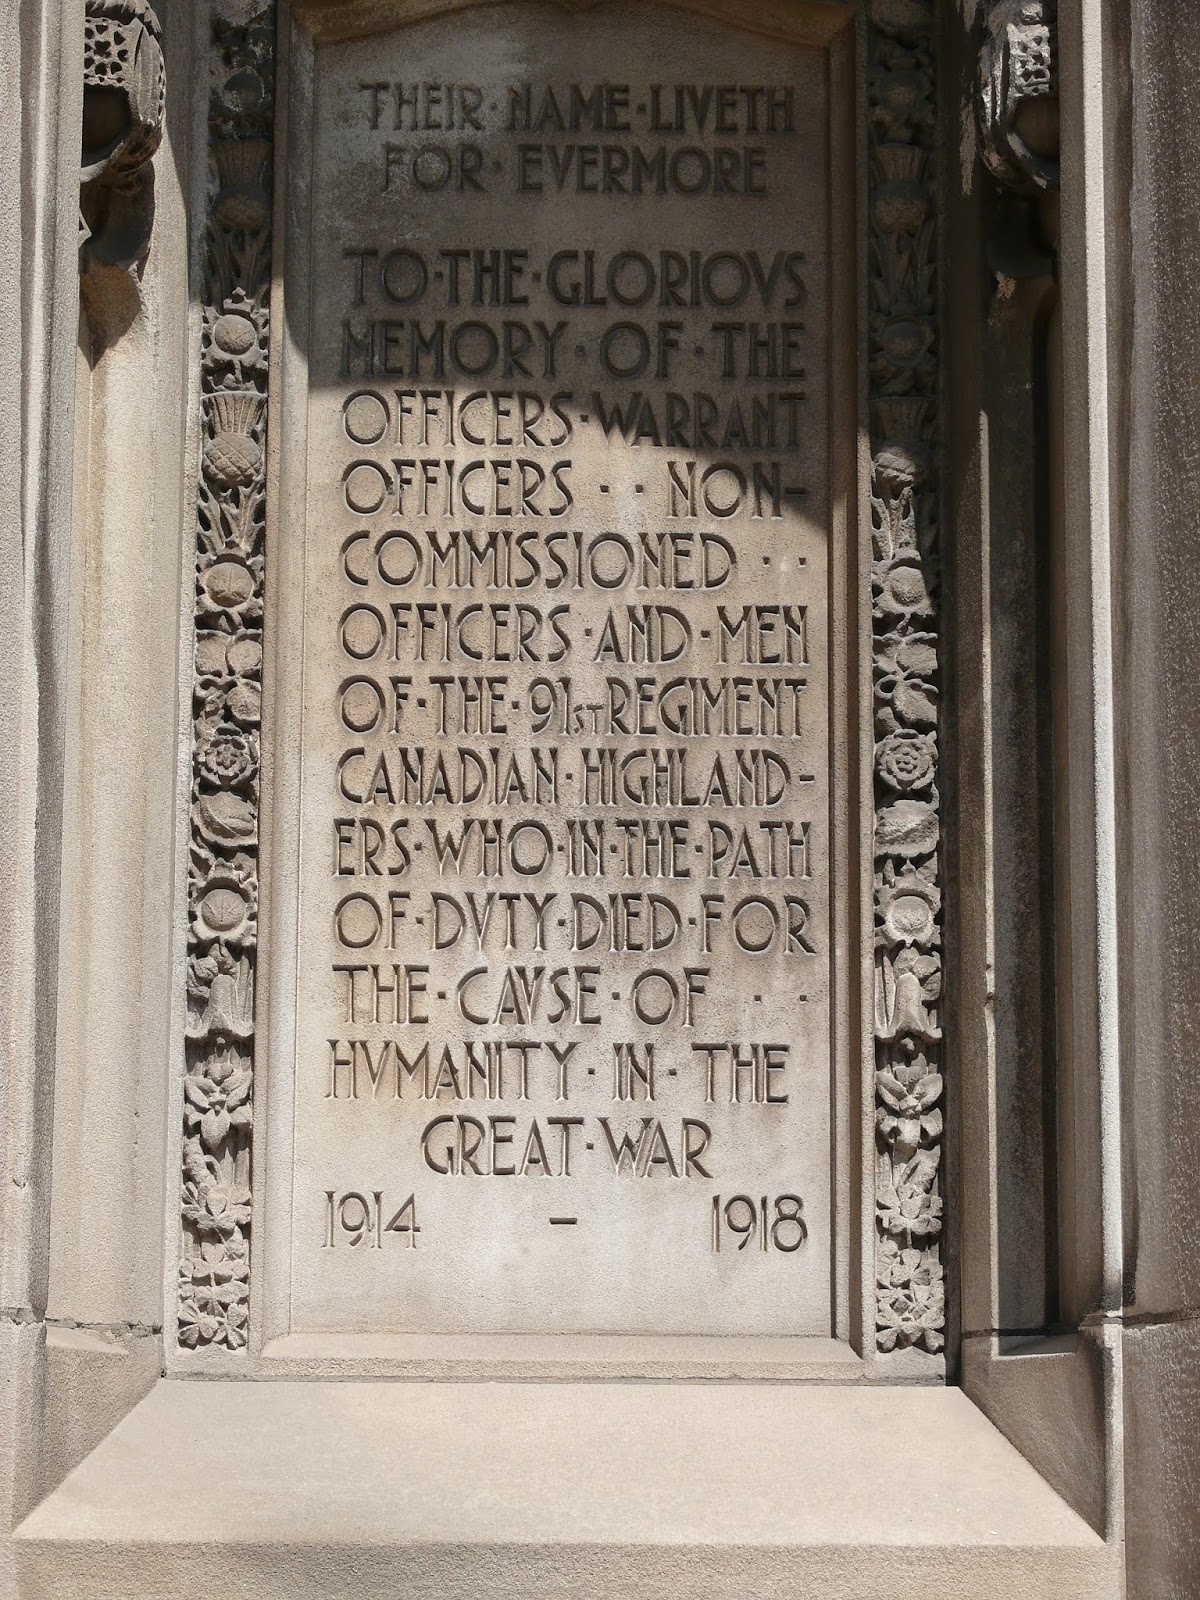 THEIR·NAME·LIVETH
FOR·EVERMORE
TO·THE·GLORIOVS
MEMORY·OF·THE
OFFICERS·WARRANT
OFFICERS · · NON-
COMMISSIONED · ·
OFFICERS·AND·MEN
OF·THE·91ST REGIMENT
CANADIAN·HIGHLAND-
ERS·WHO·IN·THE·PATH
OF·DVTY·DIED·FOR
THE·CAVSE·OF · ·
HVMANITY·IN·THE
GREAT·WAR
1914 – 1918